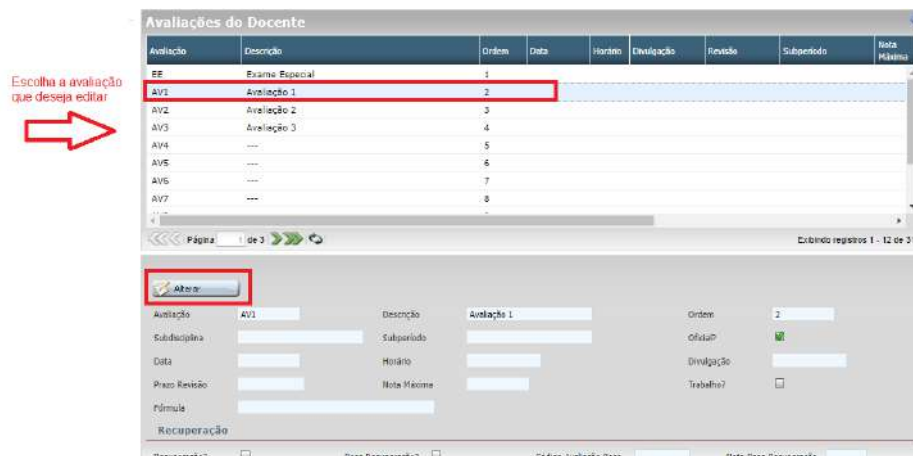 Avaliações do Docente
Avaliação Descrição Ordem Data Horário Divulgação Revisão Subperíodo Nota Máxima
EE Exame Especial 1
Escolha a avaliação
que deseja editar
AV1 Avaliação 1 2
AV2 Avaliação 2 3
AV3 Avaliação 3 4
AV4 --- 5
AV5 --- 6
AV6 --- 7
AV7 --- 8
Página 1 de 3 Exibindo registros 1 - 12 de 31
Alterar
Avaliação AV1 Descrição Avaliação 1 Ordem 2
Subdisciplina Subperíodo Oficial?
Data Horário Divulgação
Prazo Revisão Nota Máxima Trabalho?
Fórmula
Recuperação